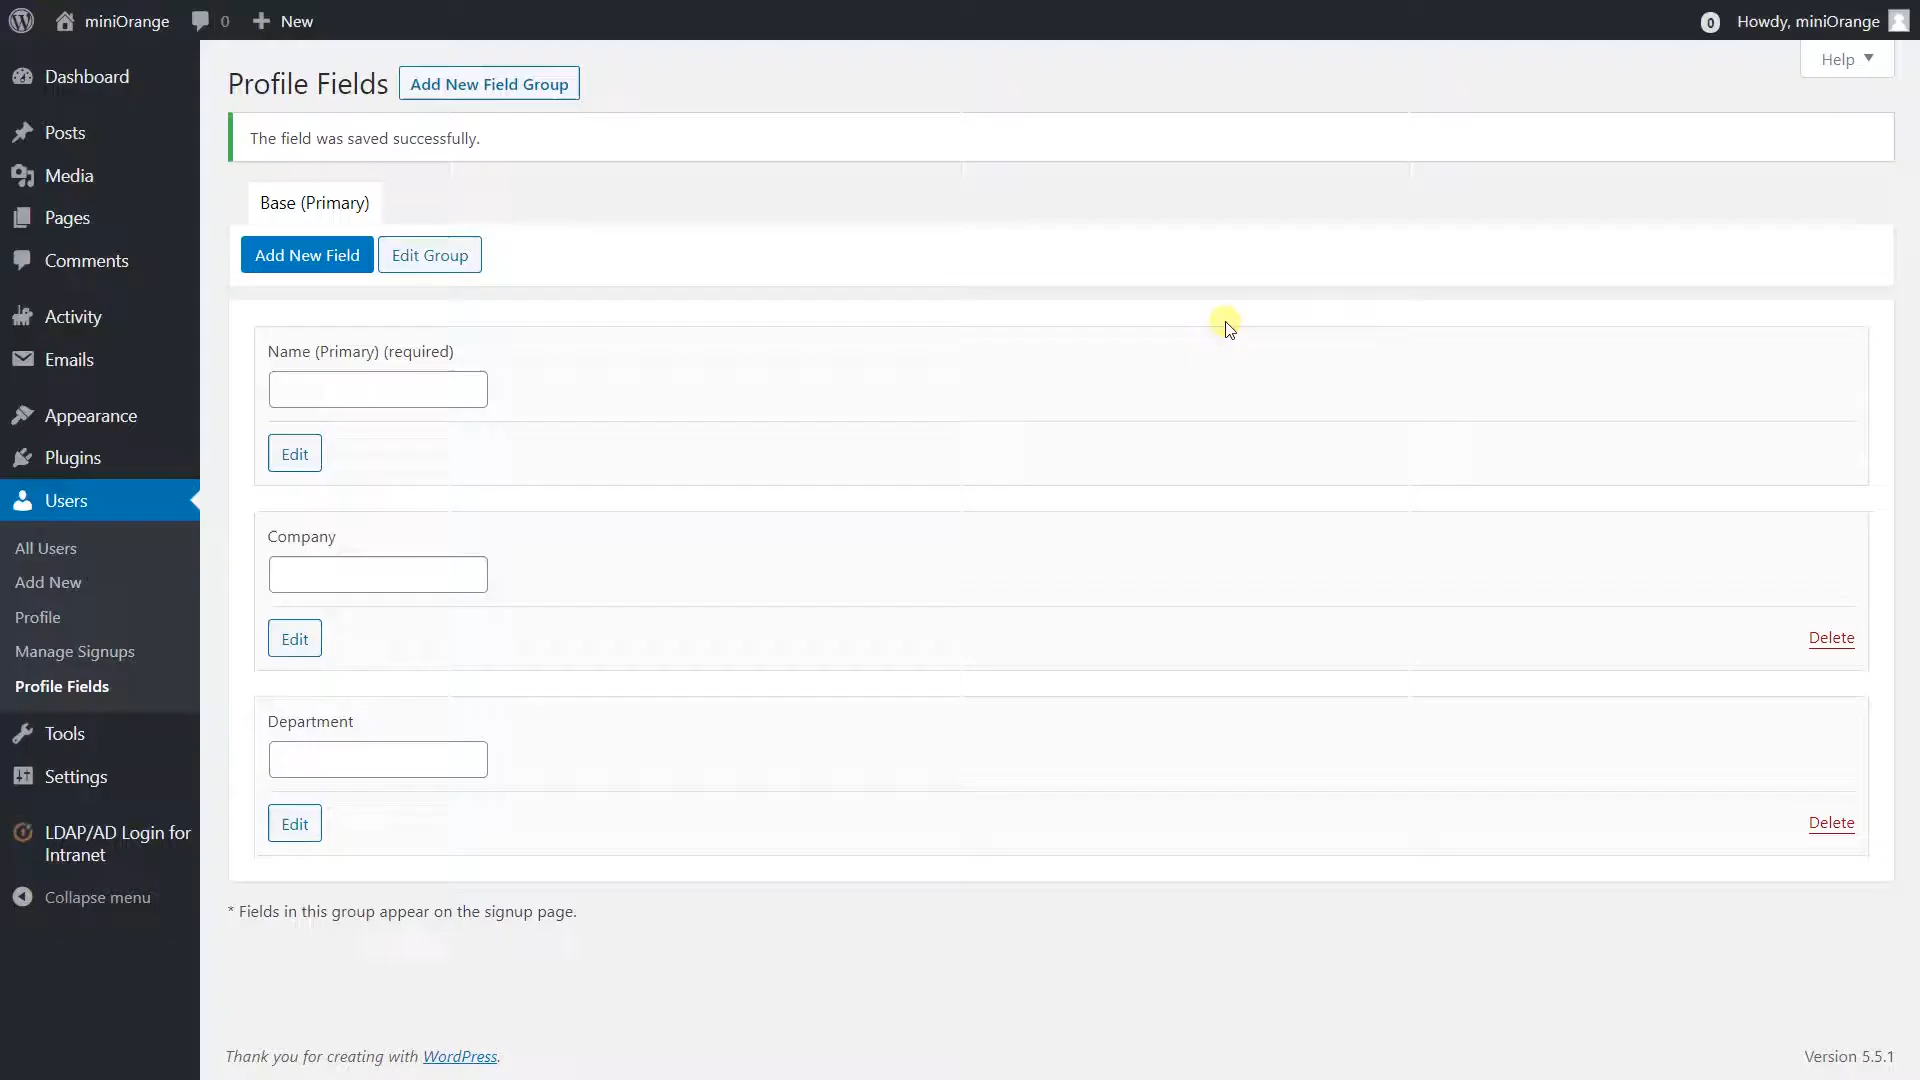 miniOrange
0
New
0
Howdy, miniOrange
Dashboard
Posts
Media
Pages
Comments
Activity
Emails
Appearance
Plugins
Users
All Users
Add New
Profile
Manage Signups
Profile Fields
Tools
Settings
LDAP/AD Login for
Intranet
Collapse menu
Help
Profile Fields
Add New Field Group
The field was saved successfully.
Base (Primary)
Add New Field
Edit Group
Name (Primary) (required)
Edit
Company
Edit
Delete
Department
Edit
Delete
* Fields in this group appear on the signup page.
Thank you for creating with WordPress.
Version 5.5.1